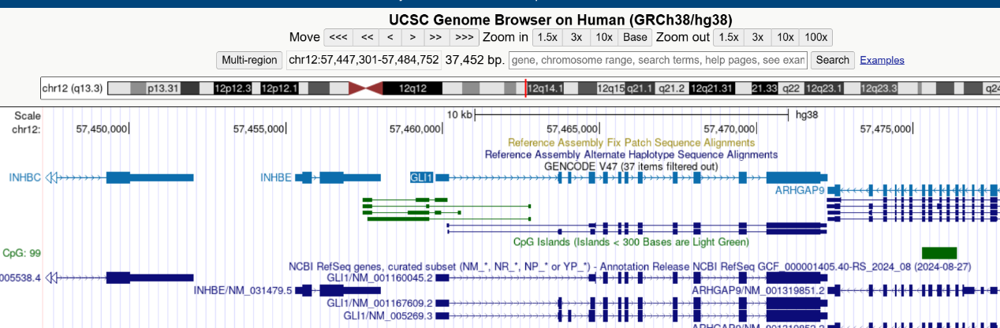 UCSC Genome Browser on Human (GRCh38/hg38)
Move <<< << < > >> >>> Zoom in 1.5x 3x 10x Base Zoom out 1.5x 3x 10x 100x
Multi-region chr12:57,447,301-57,484,752 37,452 bp. gene, chromosome range, search terms, help pages, see exan Search Examples
chr12 (q13.3) p13.31 12p12.3 12p12.1 12q12 12q14.1 12q15 q21.1 q21.2 12q21.31 21.33 q22 12q23.1 12q23.3 q24
Scale 10 kb hg38
chr12: 57,450,000 57,455,000 57,460,000 57,465,000 57,470,000 57,475,000
Reference Assembly Fix Patch Sequence Alignments
Reference Assembly Alternate Haplotype Sequence Alignments
GENCODE V47 (37 items filtered out)
INHBC INHBE GLI1
ARHGAP9
CpG Islands (Islands < 300 Bases are Light Green)
CpG: 99
NCBI RefSeq genes, curated subset (NM_*, NR_*, NP_* or YP_*) - Annotation Release NCBI RefSeq GCF_000001405.40-RS_2024_08 (2024-08-27)
005538.4 GLI1/NM_001160045.2
INHBE/NM_031479.5 ARHGAP9/NM_001319851.2
GLI1/NM_001167609.2
GLI1/NM_005269.3